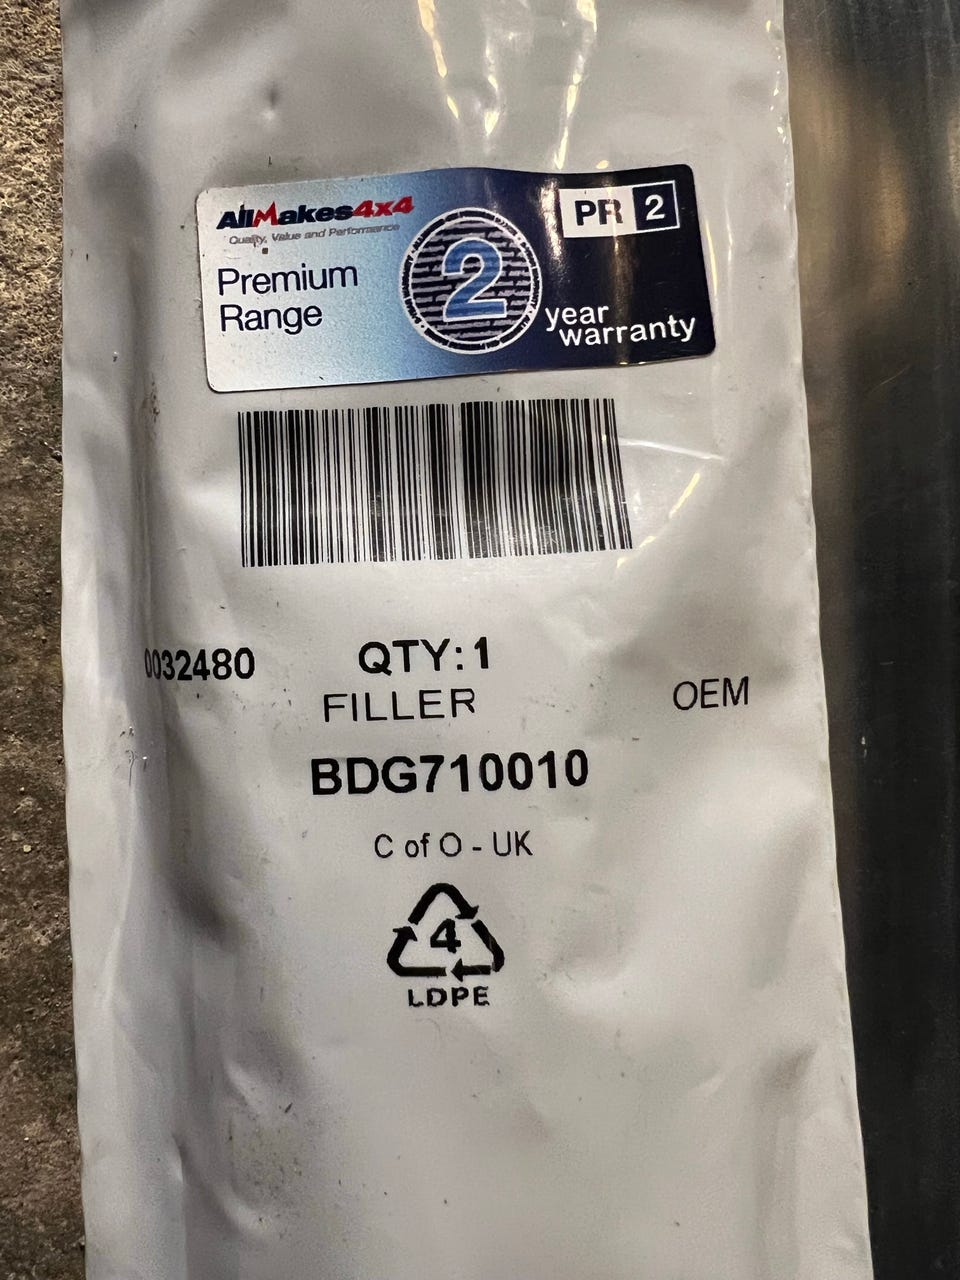 AllMakes4x4
Quality, Value and Performance
Premium
Range
2
year
warranty
PR 2
0032480
QTY:1
FILLER
OEM
BDG710010
C of O - UK
4
LDPE